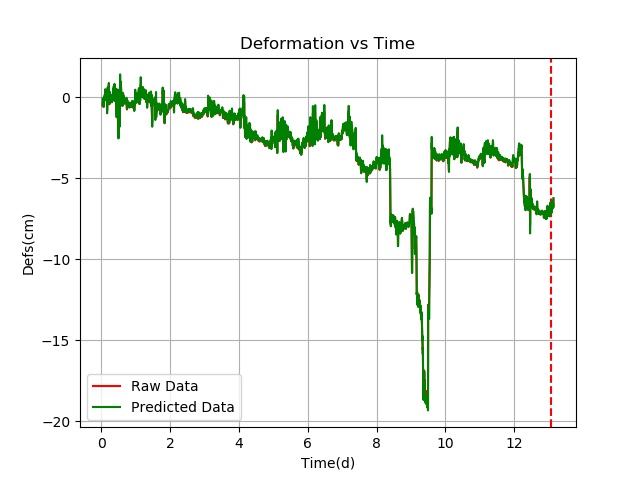 Deformation vs Time
Defs(cm)
0
−5
−10
−15
−20
Raw Data
Predicted Data
0 2 4 6 8 10 12
Time(d)